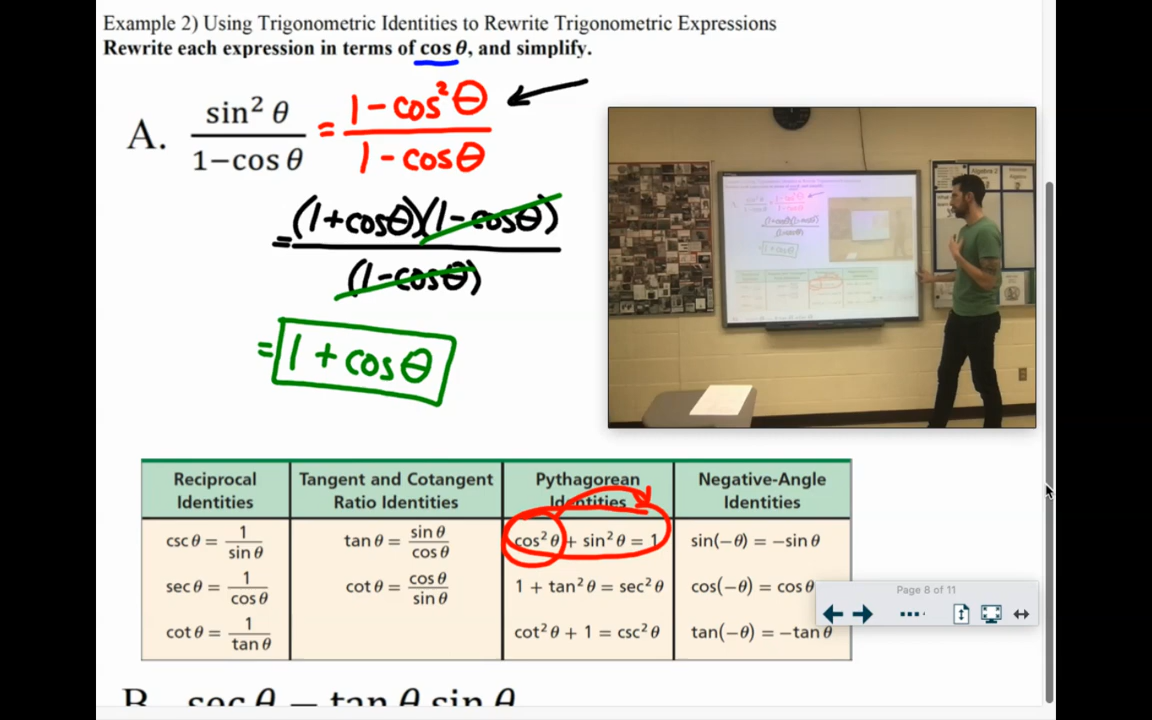 Example 2) Using Trigonometric Identities to Rewrite Trigonometric Expressions
Rewrite each expression in terms of cos θ, and simplify.
A. sin² θ / 1−cos θ = 1 - cos²θ / 1 - cosθ
= (1+cosθ)(1-cosθ) / (1-cosθ)
= 1 + cosθ
Reciprocal Identities
Tangent and Cotangent Ratio Identities
Pythagorean Identities
Negative-Angle Identities
csc θ = 1 / sin θ
tan θ = sin θ / cos θ
cos² θ + sin² θ = 1
sin(−θ) = −sin θ
sec θ = 1 / cos θ
cot θ = cos θ / sin θ
1 + tan² θ = sec² θ
cos(−θ) = cos θ
cot θ = 1 / tan θ
cot² θ + 1 = csc² θ
tan(−θ) = −tan θ
Page 8 of 11
B. sec θ − tan θ sin θ
Algebra 2